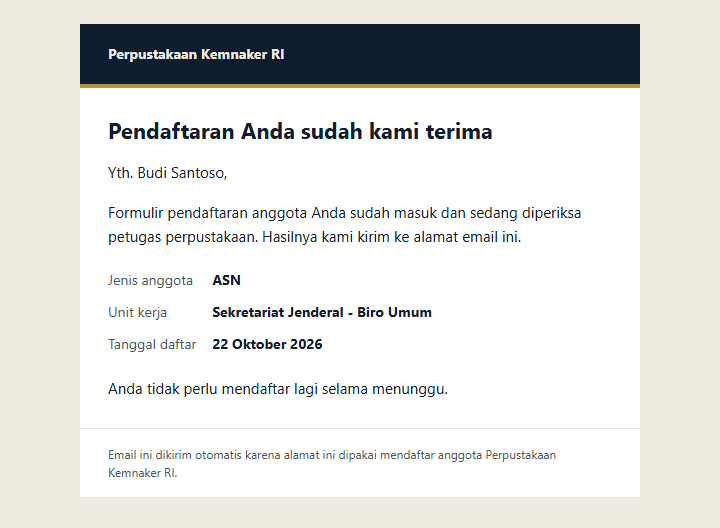 Perpustakaan Kemnaker RI
Pendaftaran Anda sudah kami terima
Yth. Budi Santoso,
Formulir pendaftaran anggota Anda sudah masuk dan sedang diperiksa
petugas perpustakaan. Hasilnya kami kirim ke alamat email ini.
Jenis anggota ASN
Unit kerja Sekretariat Jenderal - Biro Umum
Tanggal daftar 22 Oktober 2026
Anda tidak perlu mendaftar lagi selama menunggu.
Email ini dikirim otomatis karena alamat ini dipakai mendaftar anggota Perpustakaan
Kemnaker RI.